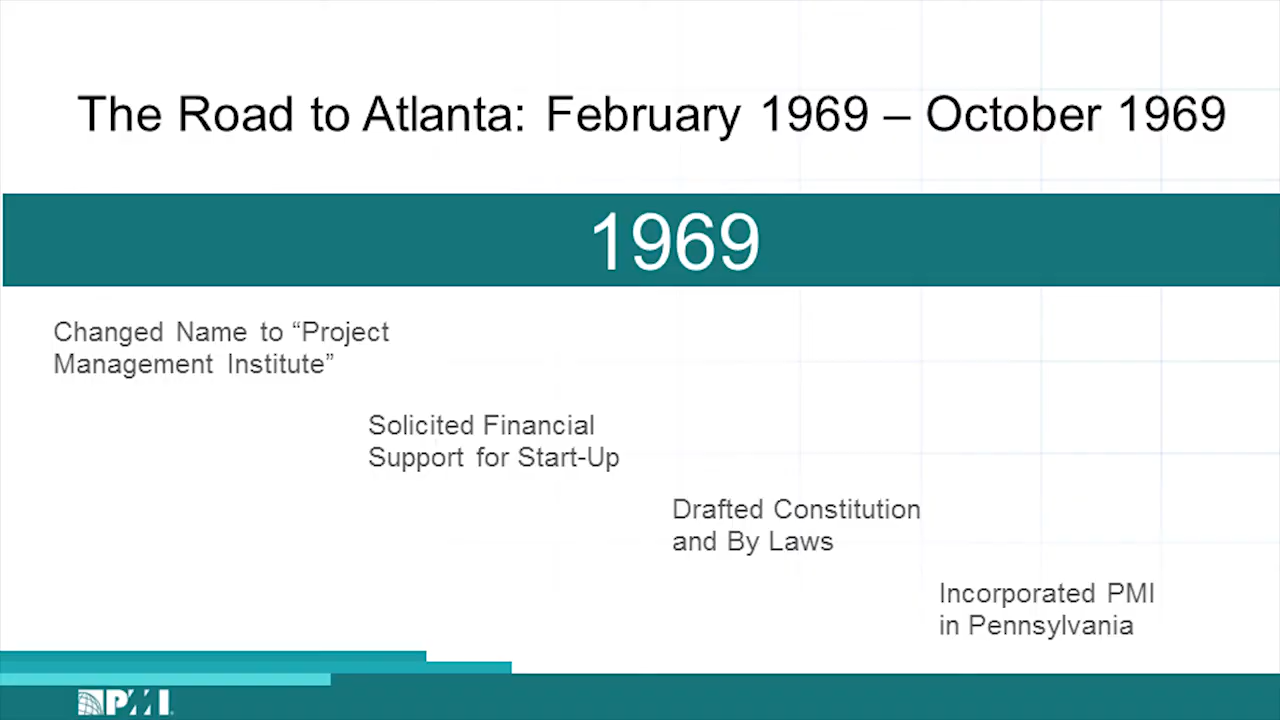 The Road to Atlanta: February 1969 – October 1969
1969
Changed Name to “Project
Management Institute”
Solicited Financial
Support for Start-Up
Drafted Constitution
and By Laws
Incorporated PMI
in Pennsylvania
PMI